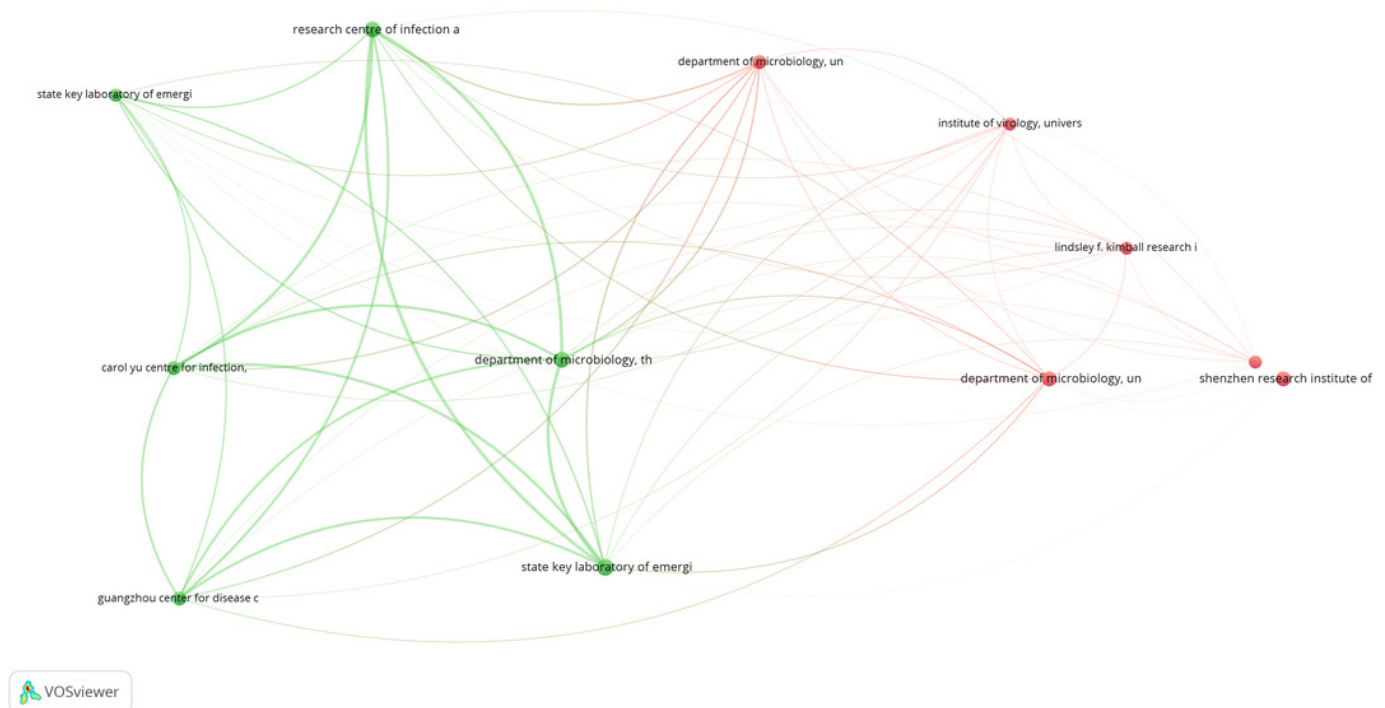 research centre of infection a
department of microbiology, un
state key laboratory of emergi
institute of virology, univers
lindsley f. kimball research i
department of microbiology, th
carol yu centre for infection,
department of microbiology, un
shenzhen research institute of
state key laboratory of emergi
guangzhou center for disease c
VOSviewer